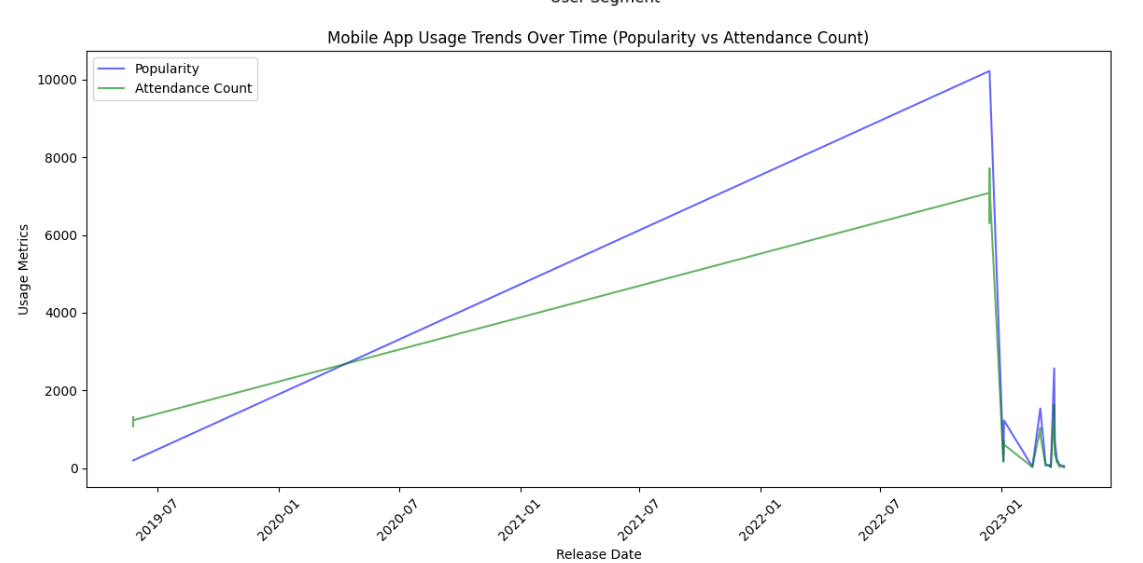 User Segment
Mobile App Usage Trends Over Time (Popularity vs Attendance Count)
Popularity
Attendance Count
10000
8000
6000
4000
2000
0
Usage Metrics
2019-07
2020-01
2020-07
2021-01
2021-07
2022-01
2022-07
2023-01
Release Date